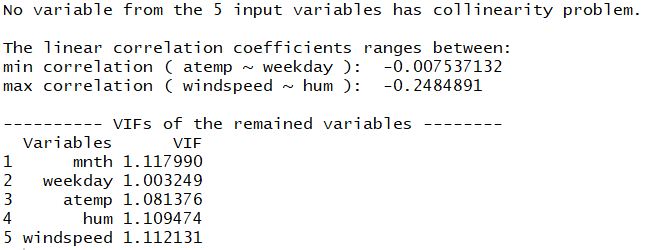 No variable from the 5 input variables has collinearity problem.
The linear correlation coefficients ranges between:
min correlation ( atemp ~ weekday ):  -0.007537132
max correlation ( windspeed ~ hum ):  -0.2484891
---------- VIFs of the remained variables --------
  Variables      VIF
1      mnth 1.117990
2   weekday 1.003249
3     atemp 1.081376
4       hum 1.109474
5 windspeed 1.112131